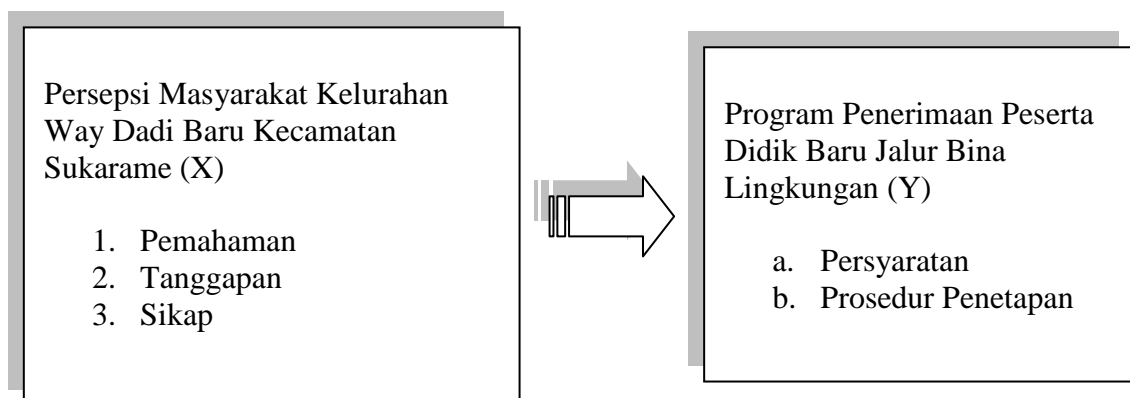 Persepsi Masyarakat Kelurahan
Way Dadi Baru Kecamatan
Sukarame (X)
1. Pemahaman
2. Tanggapan
3. Sikap
Program Penerimaan Peserta
Didik Baru Jalur Bina
Lingkungan (Y)
a. Persyaratan
b. Prosedur Penetapan